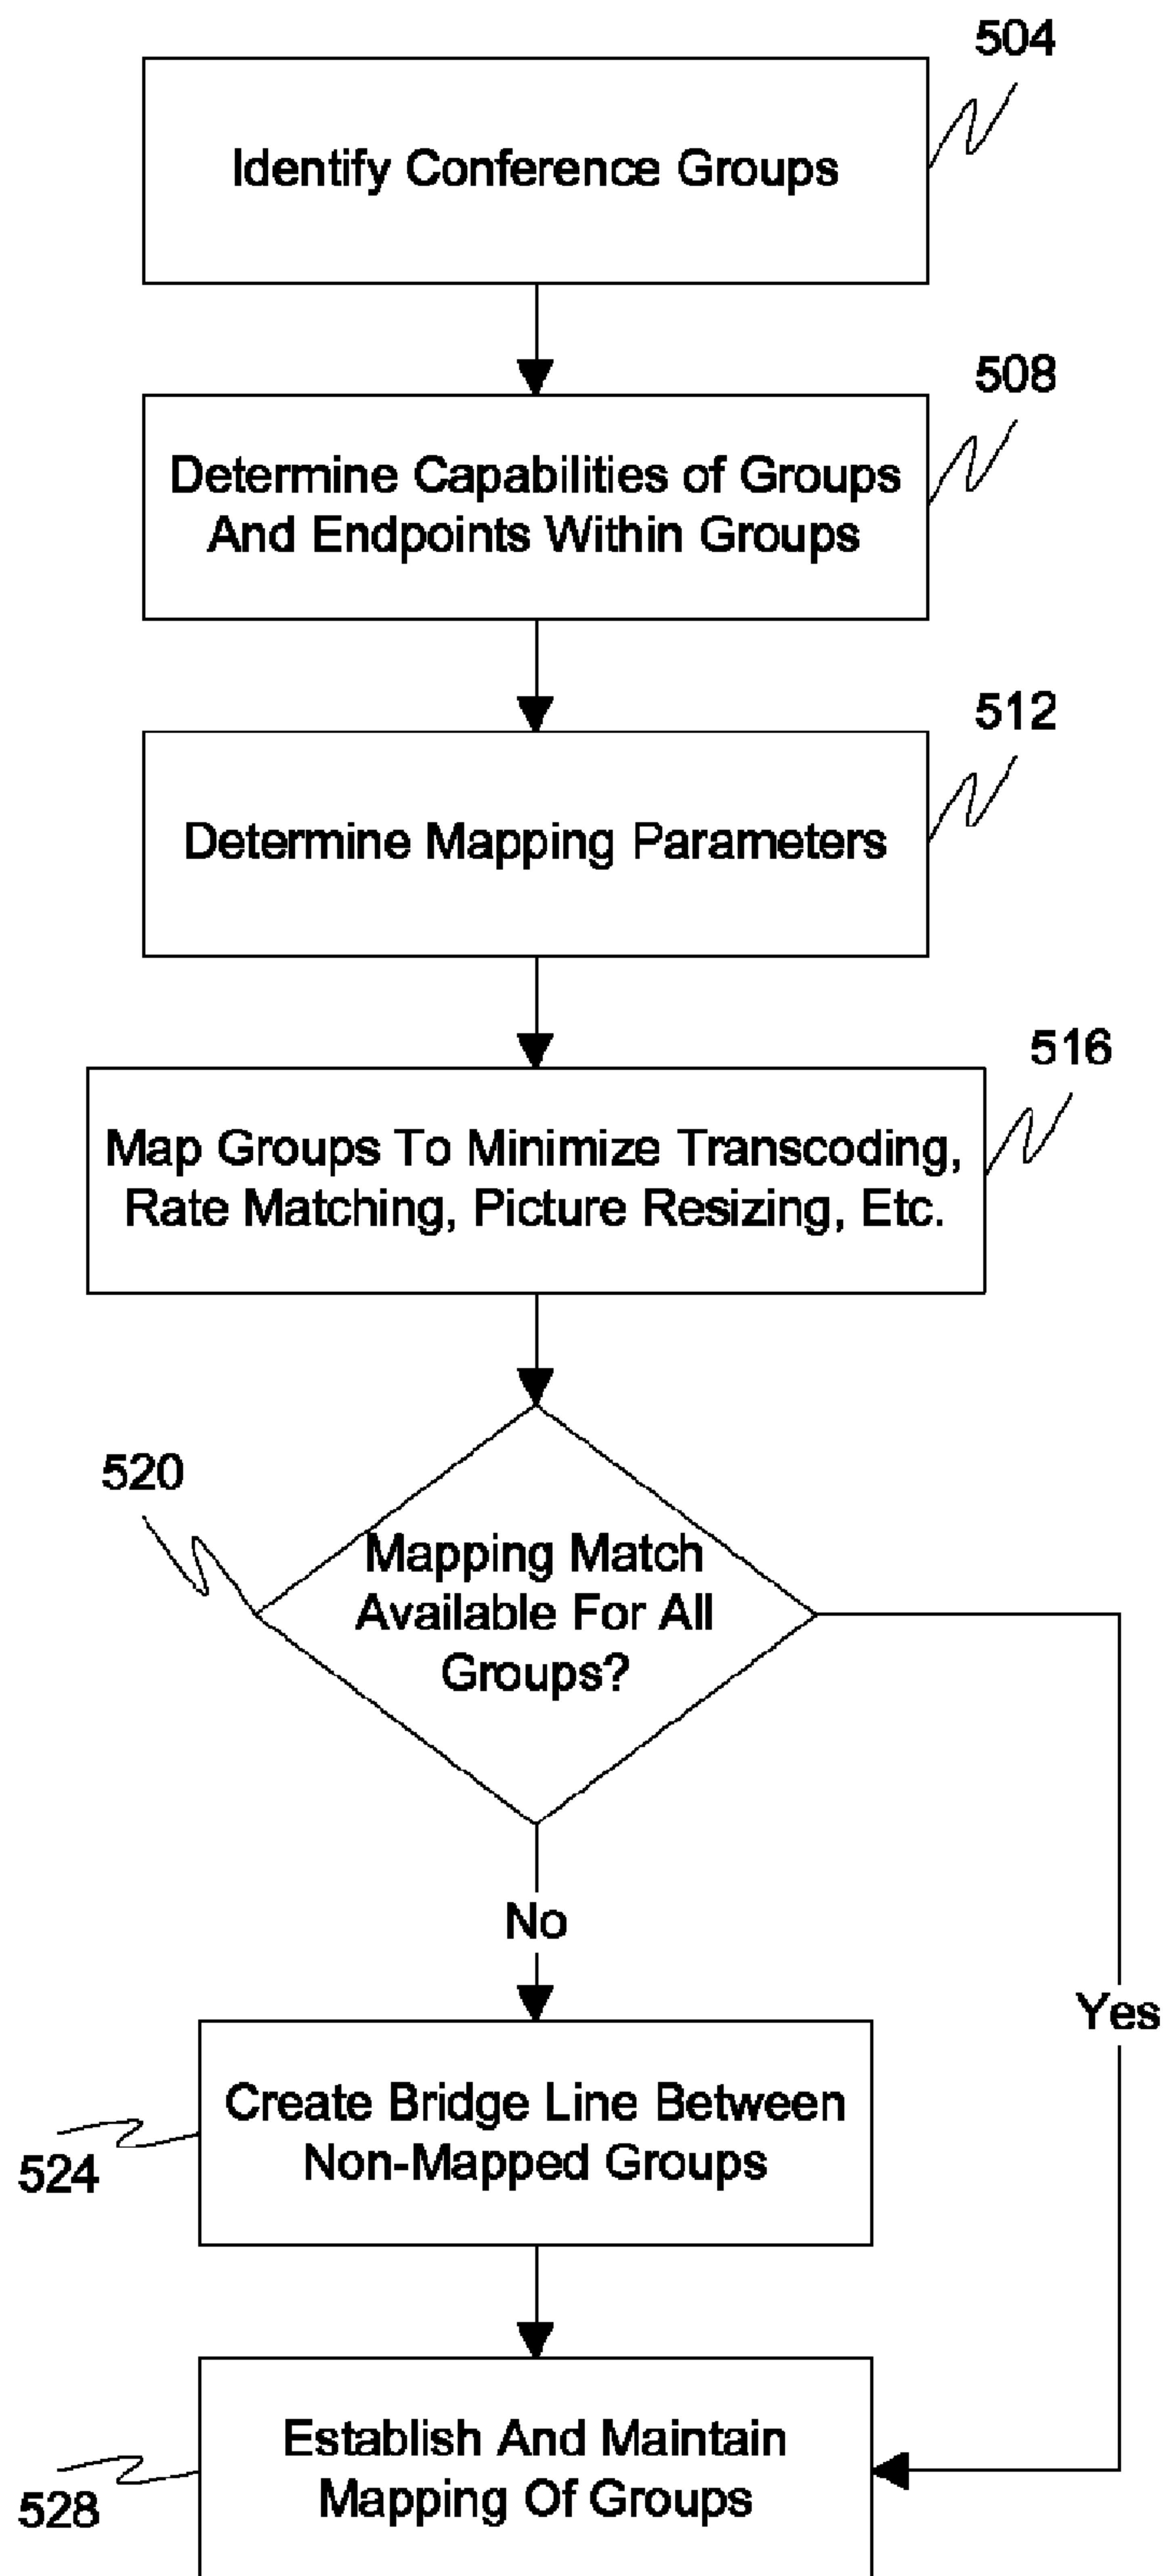 504
Identify Conference Groups
508
Determine Capabilities of Groups
And Endpoints Within Groups
512
Determine Mapping Parameters
516
Map Groups To Minimize Transcoding,
Rate Matching, Picture Resizing, Etc.
520
Mapping Match
Available For All
Groups?
No
Yes
Create Bridge Line Between
Non-Mapped Groups
524
Establish And Maintain
Mapping Of Groups
528